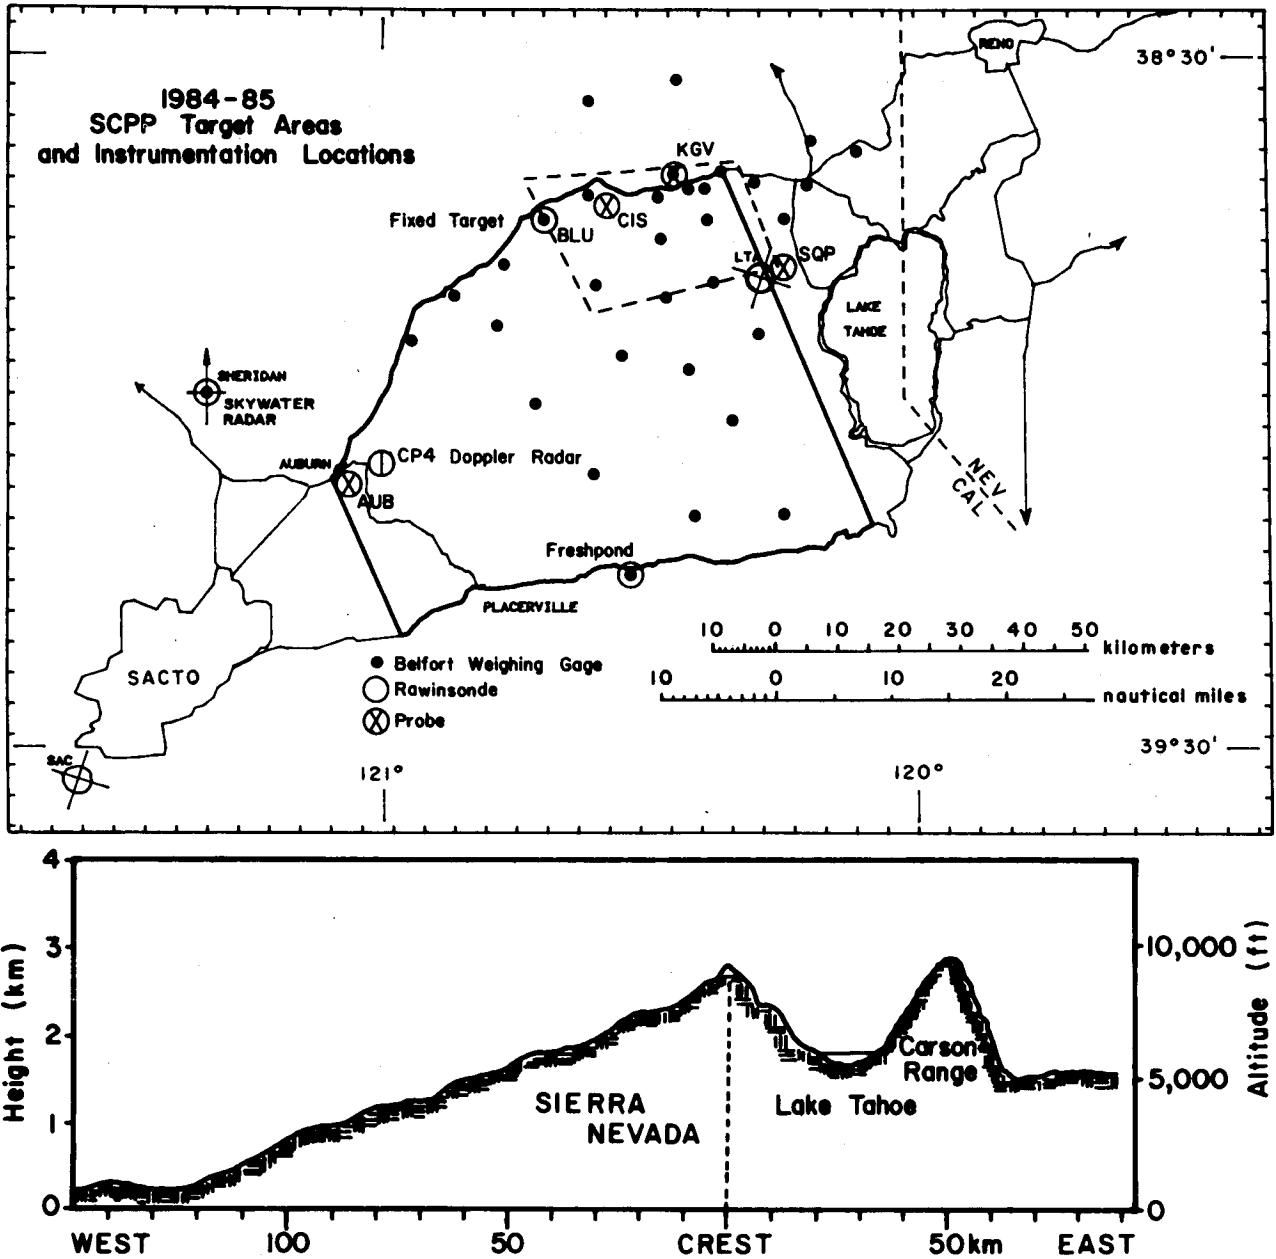 1984-85
SCPP Target Areas
and Instrumentation Locations
RENO
38°30'
KGV
Fixed Target
CIS
BLU
LTA
SQP
LAKE
TAHOE
SHERIDAN
SKYWATER
RADAR
AUBURN
CP4 Doppler Radar
AUB
NEV
CAL
Freshpond
PLACERVILLE
10 0 10 20 30 40 50
kilometers
Belfort Weighing Gage
SACTO
Rawinsonde
10 0 10 20
nautical miles
Probe
39°30'
SAC
121°
120°
4
3
2
1
0
Height (km)
10,000
5,000
0
Altitude (ft)
Carson
Range
SIERRA
NEVADA
Lake Tahoe
WEST 100 50 CREST 50km EAST